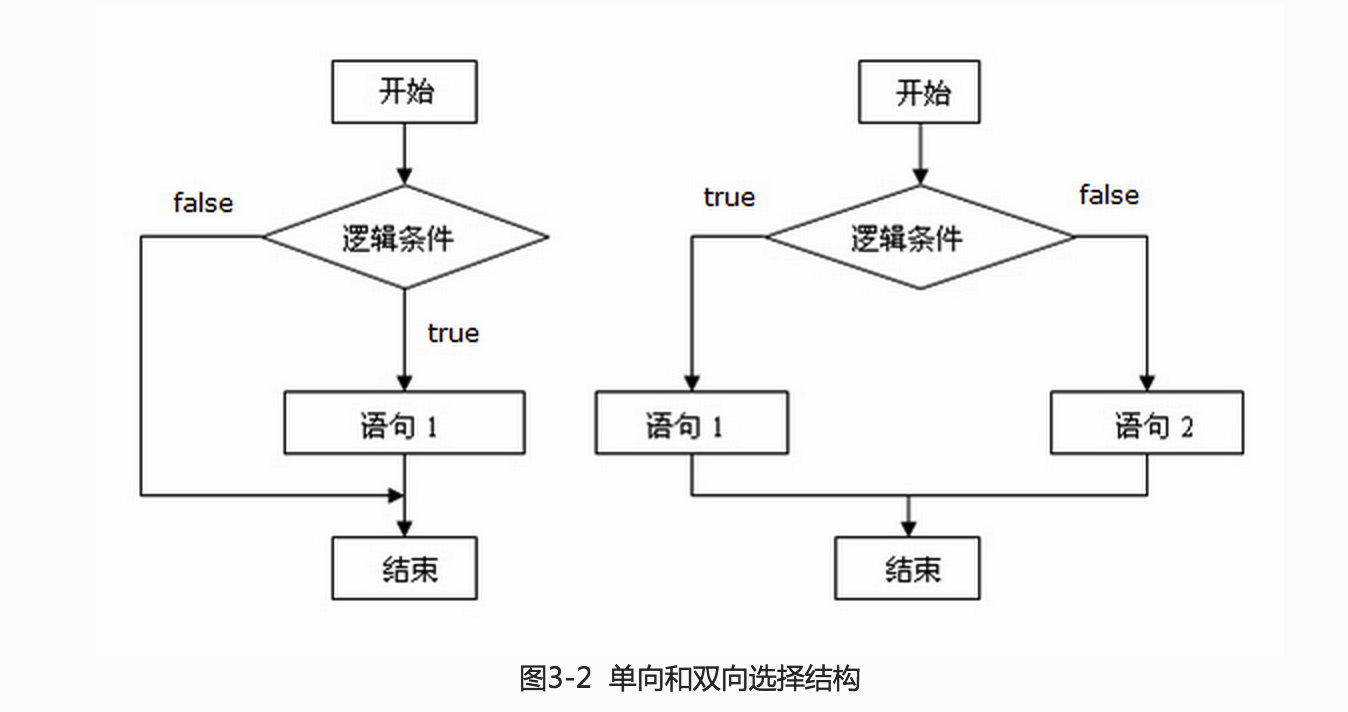 开始
false
逻辑条件
true
语句 1
结束
开始
true
false
逻辑条件
语句 1
语句 2
结束
图3-2 单向和双向选择结构